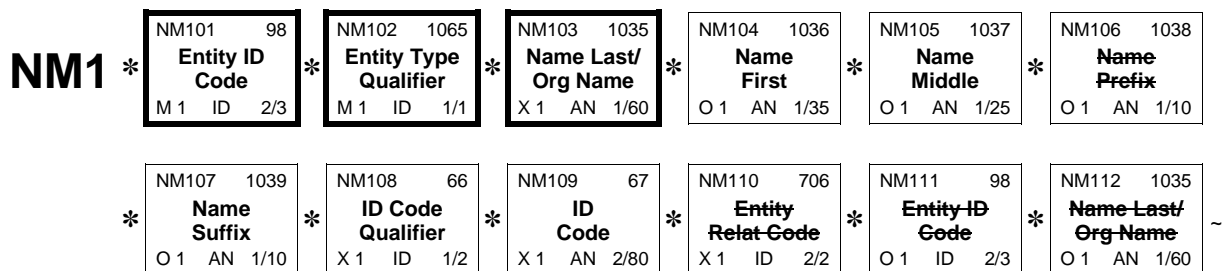 NM101 98 NM102 1065 NM103 1035 NM104 1036 NM105 1037 NM106 1038
NM1 * Entity ID * Entity Type * Name Last/ * Name * Name * Name
Code Qualifier Org Name First Middle Prefix
M 1 ID 2/3 M 1 ID 1/1 X 1 AN 1/60 O 1 AN 1/35 O 1 AN 1/25 O 1 AN 1/10
NM107 1039 NM108 66 NM109 67 NM110 706 NM111 98 NM112 1035
* Name * ID Code * ID * Entity * Entity ID * Name Last/ ~
Suffix Qualifier Code Relat Code Code Org Name
O 1 AN 1/10 X 1 ID 1/2 X 1 AN 2/80 X 1 ID 2/2 O 1 ID 2/3 O 1 AN 1/60